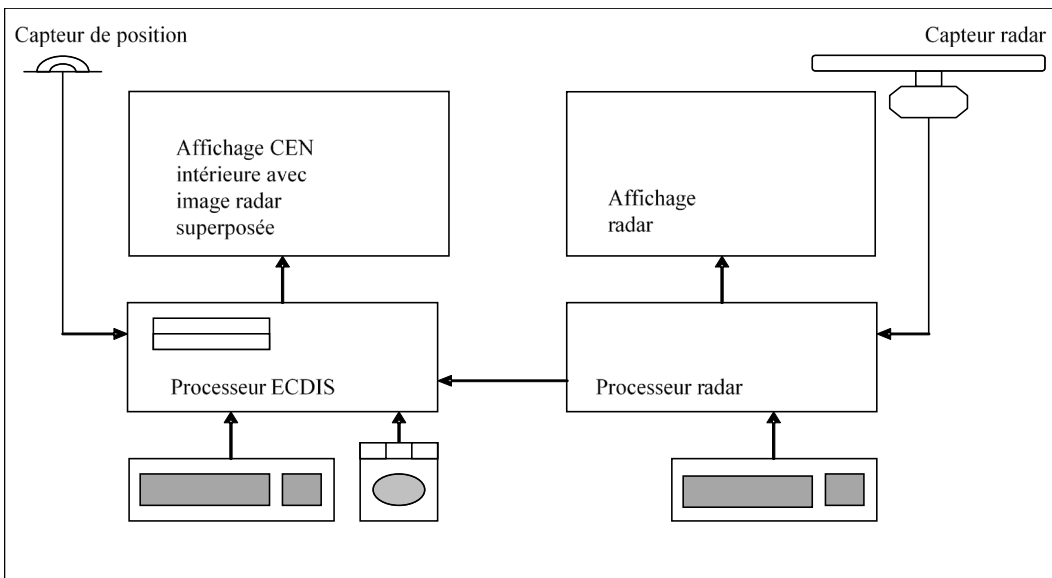 Capteur de position
Capteur radar
Affichage CEN
intérieure avec
image radar
superposée
Affichage
radar
Processeur ECDIS
Processeur radar